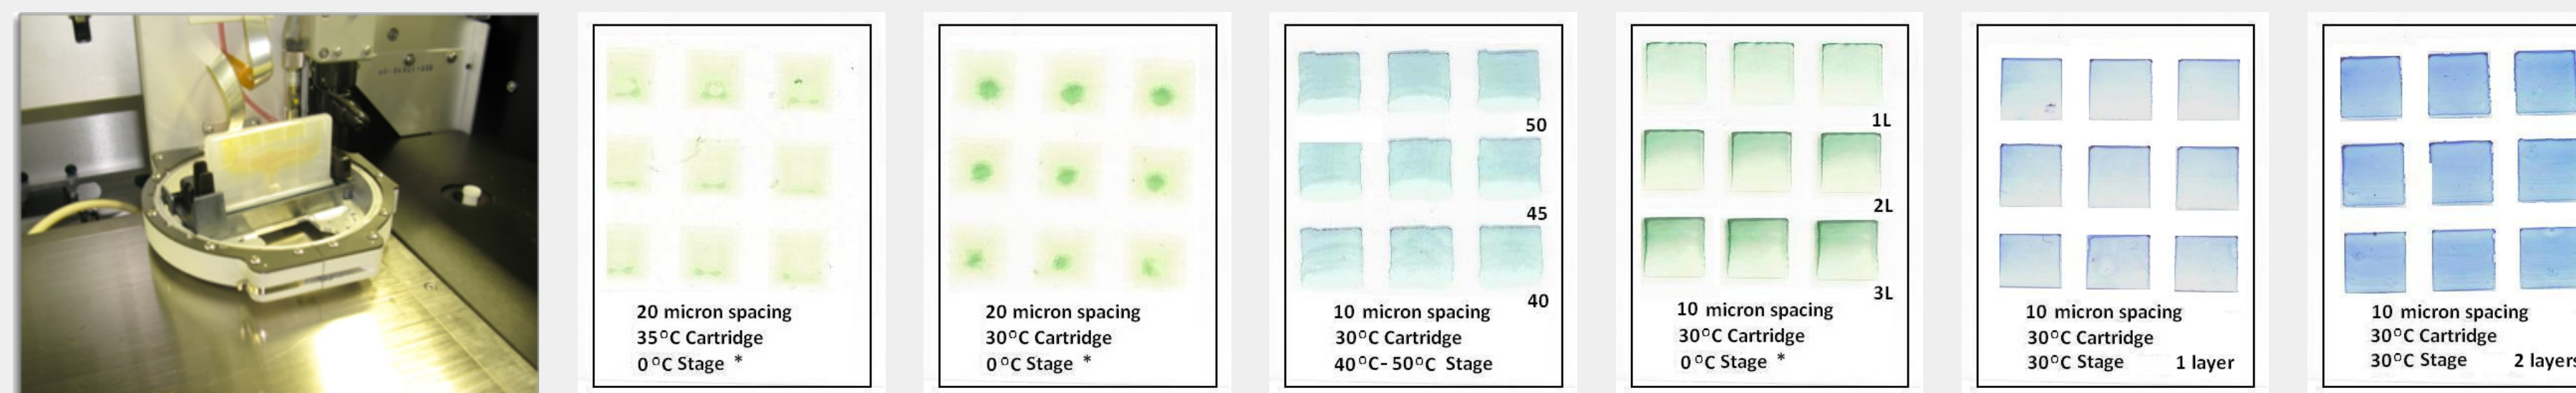 20 micron spacing
35°C Cartridge
0°C Stage *
20 micron spacing
30°C Cartridge
0°C Stage *
50
45
40
10 micron spacing
30°C Cartridge
40°C- 50°C Stage
1L
2L
3L
10 micron spacing
30°C Cartridge
0°C Stage *
10 micron spacing
30°C Cartridge
30°C Stage 1 layer
10 micron spacing
30°C Cartridge
30°C Stage 2 layers